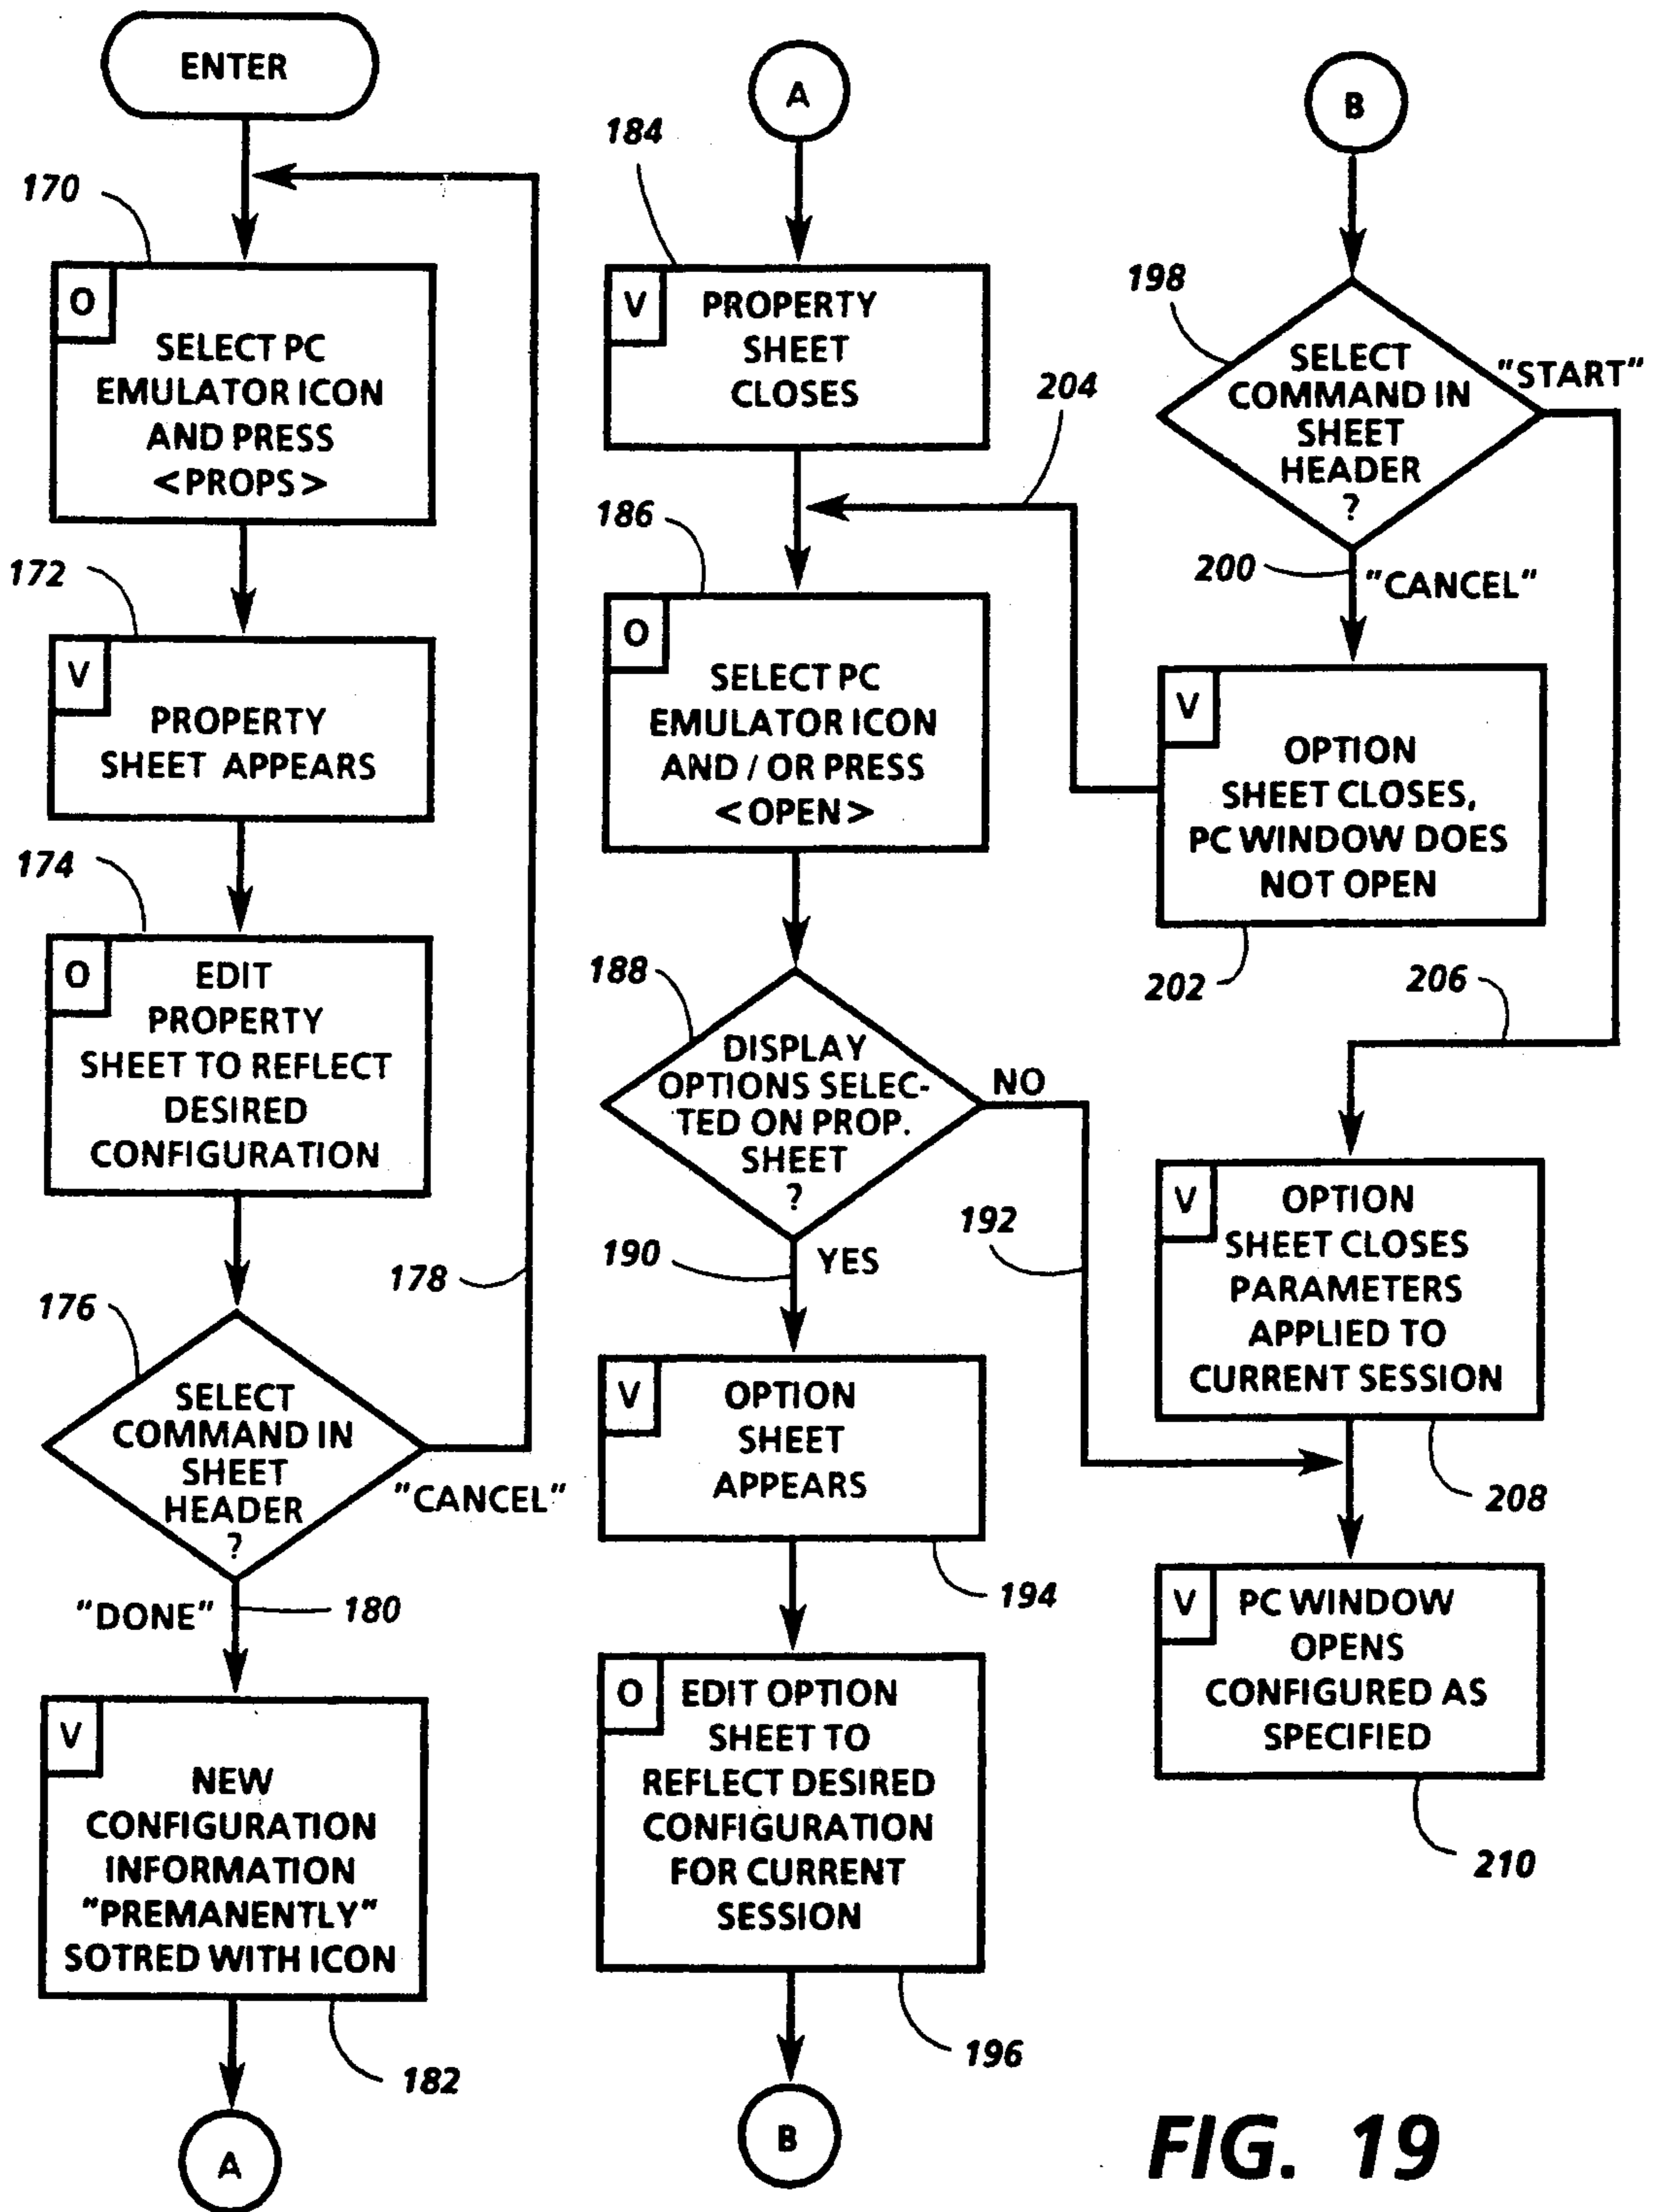 ENTER
170
O
SELECT PC
EMULATOR ICON
AND PRESS
<PROPS>
172
V
PROPERTY
SHEET APPEARS
174
O
EDIT
PROPERTY
SHEET TO REFLECT
DESIRED
CONFIGURATION
176
178
SELECT
COMMAND IN
SHEET
HEADER
?
"CANCEL"
"DONE"
180
V
NEW
CONFIGURATION
INFORMATION
"PREMANENTLY"
SOTRED WITH ICON
182
A
A
184
V
PROPERTY
SHEET
CLOSES
204
186
O
SELECT PC
EMULATOR ICON
AND / OR PRESS
<OPEN>
188
DISPLAY
OPTIONS SELEC-
TED ON PROP.
SHEET
?
NO
192
190
YES
V
OPTION
SHEET
APPEARS
194
O
EDIT OPTION
SHEET TO
REFLECT DESIRED
CONFIGURATION
FOR CURRENT
SESSION
196
B
B
198
SELECT
COMMAND IN
SHEET
HEADER
?
"START"
200
"CANCEL"
V
OPTION
SHEET CLOSES,
PC WINDOW DOES
NOT OPEN
202
206
V
OPTION
SHEET CLOSES
PARAMETERS
APPLIED TO
CURRENT SESSION
208
V
PC WINDOW
OPENS
CONFIGURED AS
SPECIFIED
210
FIG. 19